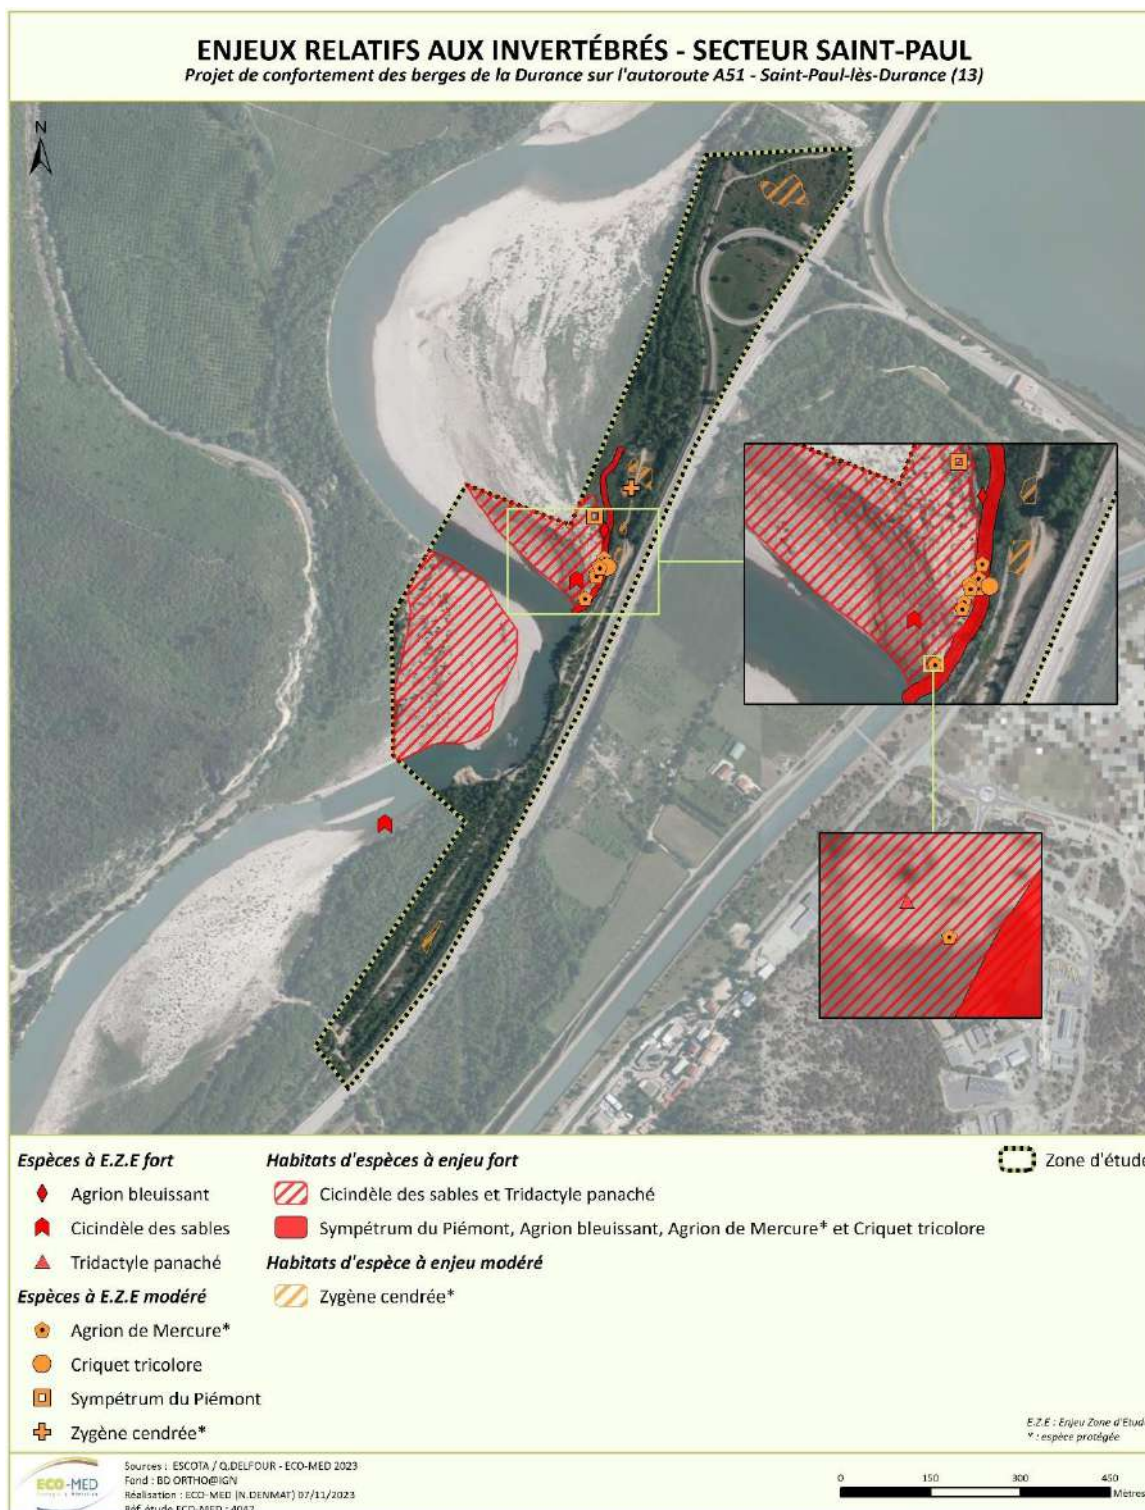 ENJEUX RELATIFS AUX INVERTÉBRÉS - SECTEUR SAINT-PAUL
Projet de confortement des berges de la Durance sur l'autoroute A51 - Saint-Paul-lès-Durance (13)
N
Espèces à E.Z.E fort
Agrion bleuissant
Cicindèle des sables
Tridactyle panaché
Espèces à E.Z.E modéré
Agrion de Mercure*
Criquet tricolore
Sympétrum du Piémont
Zygène cendrée*
Habitats d'espèces à enjeu fort
Cicindèle des sables et Tridactyle panaché
Sympétrum du Piémont, Agrion bleuissant, Agrion de Mercure* et Criquet tricolore
Habitats d'espèce à enjeu modéré
Zygène cendrée*
Zone d'étude
E.Z.E : Enjeu Zone d'Etude
* : espèce protégée
ECO-MED
Sources : ESCOTA / Q.DELFOUR - ECO-MED 2023
Fond : BD ORTHO@IGN
Réalisation : ECO-MED (N.DENMAT) 07/11/2023
Réf. étude ECO-MED : 4047
0 150 300 450
Mètres